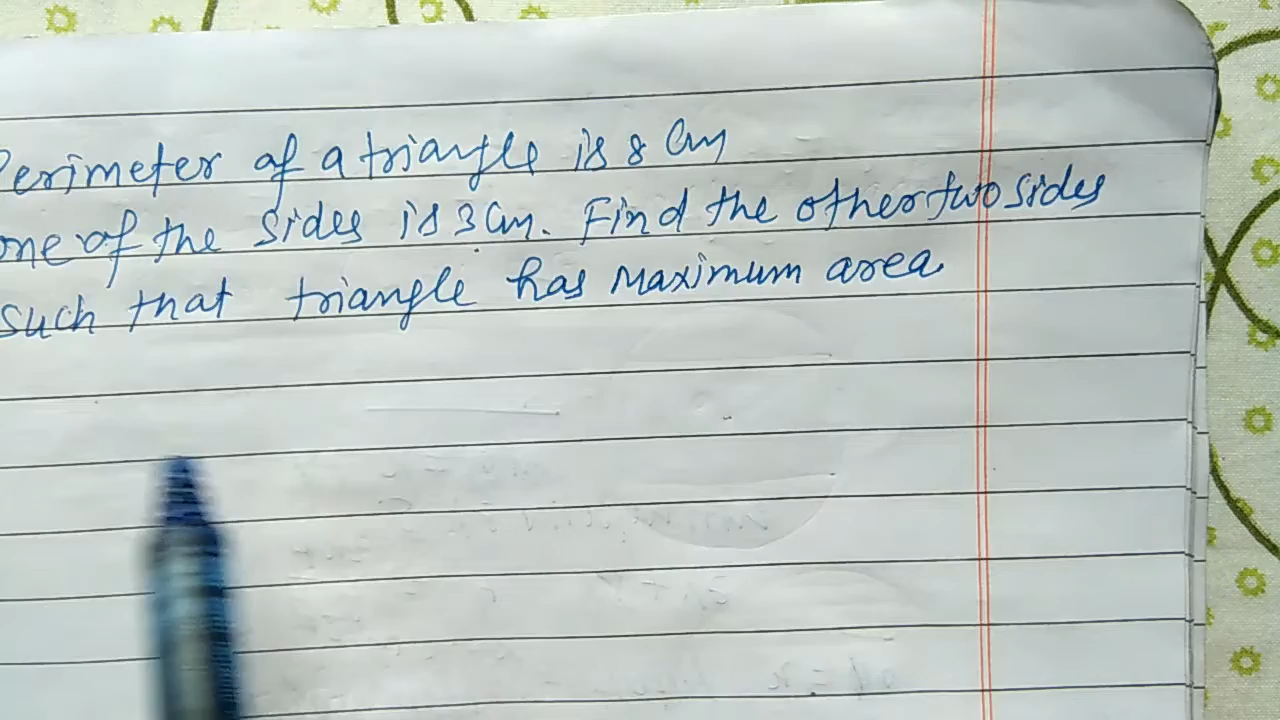 Perimeter of a triangle is 8 Cm
one of the sides is 3 Cm. Find the other two sides
such that triangle has Maximum area